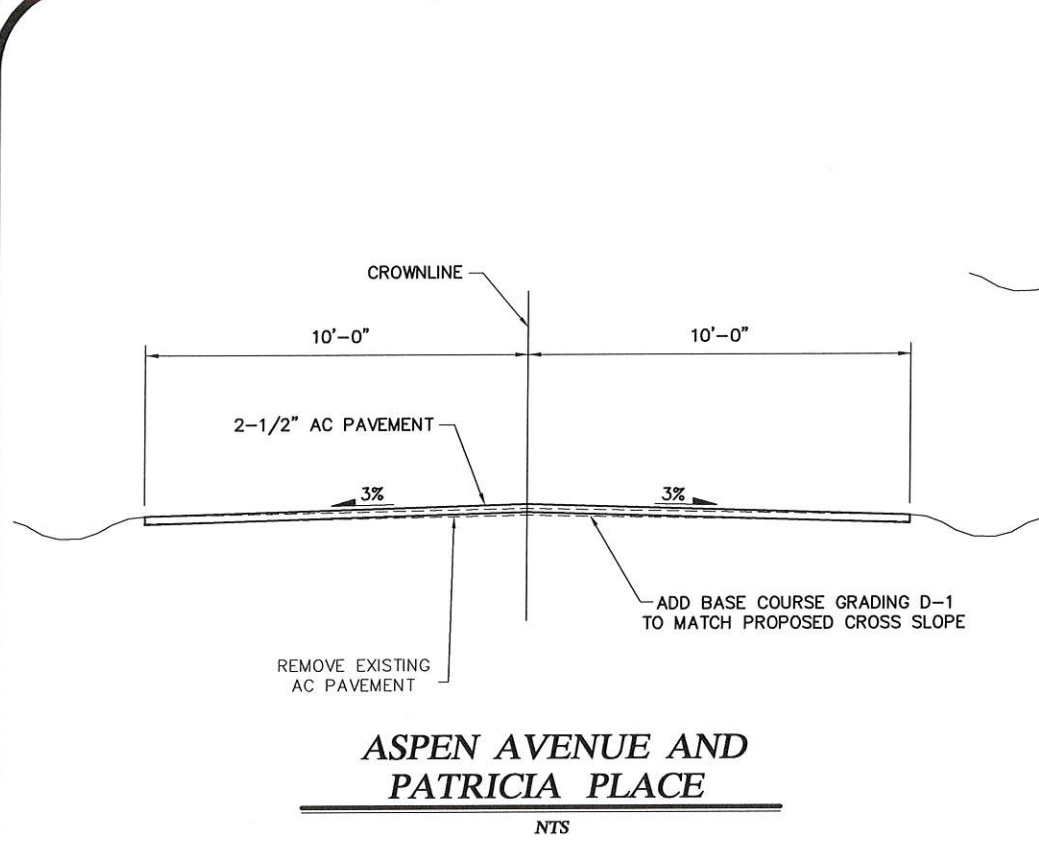 CROWNLINE
10'-0"
10'-0"
2-1/2" AC PAVEMENT
3%
3%
ADD BASE COURSE GRADING D-1
TO MATCH PROPOSED CROSS SLOPE
REMOVE EXISTING
AC PAVEMENT
ASPEN AVENUE AND
PATRICIA PLACE
NTS